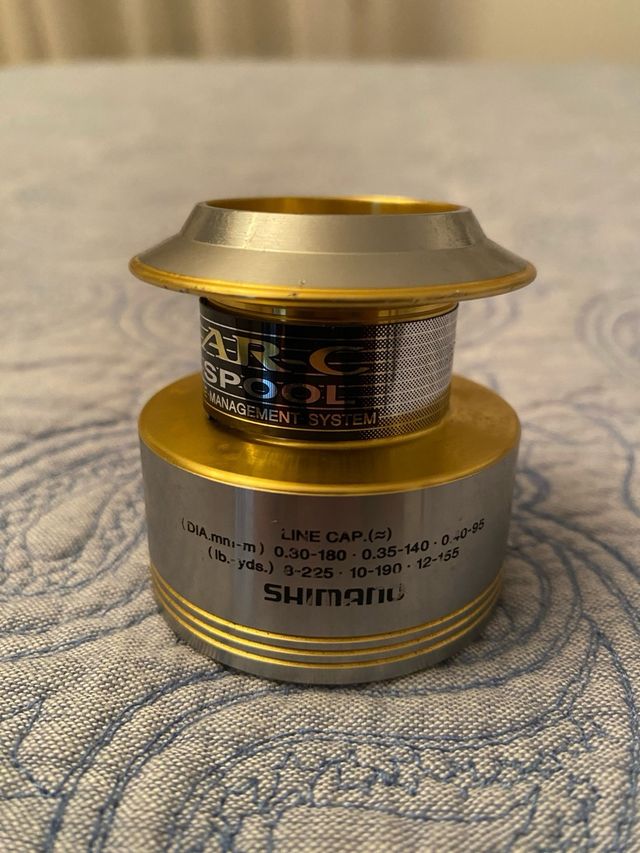 AR-C
SPOOL
E MANAGEMENT SYSTEM
LINE CAP.(≈)
(DIA.mm-m) 0.30-180 · 0.35-140 · 0.40-95
(lb.-yds.) 8-225 · 10-190 · 12-155
SHIMANO